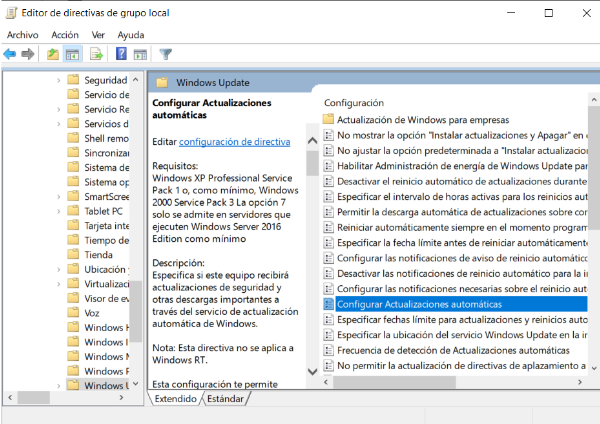 Editor de directivas de grupo local
Archivo Acción Ver Ayuda
Seguridad
Servicio de
Servicio Re
Servicios d
Shell remo
Sincronizar
Sistema de
Sistema op
SmartScree
Tablet PC
Tarjeta inte
Tiempo de
Tienda
Ubicación y
Virtualizaci
Visor de ev
Voz
Windows H
Windows I
Windows M
Windows P
Windows U
Windows Update
Configurar Actualizaciones
automáticas
Editar configuración de directiva
Requisitos:
Windows XP Professional Service
Pack 1 o, como mínimo, Windows
2000 Service Pack 3 La opción 7
solo se admite en servidores que
ejecuten Windows Server 2016
Edition como mínimo
Descripción:
Especifica si este equipo recibirá
actualizaciones de seguridad y
otras descargas importantes a
través del servicio de actualización
automática de Windows.
Nota: Esta directiva no se aplica a
Windows RT.
Esta configuración te permite
Configuración
Actualización de Windows para empresas
No mostrar la opción "Instalar actualizaciones y Apagar" en
No ajustar la opción predeterminada a "Instalar actualizacion
Habilitar Administración de energía de Windows Update par
Desactivar el reinicio automático de actualizaciones durante
Especificar el intervalo de horas activas para los reinicios aut
Permitir la descarga automática de actualizaciones sobre con
Reiniciar automáticamente siempre en el momento program
Especifica la fecha límite antes de reiniciar automáticamente
Configurar las notificaciones de aviso de reinicio automático
Desactivar las notificaciones de reinicio automático para la i
Configurar las notificaciones necesarias sobre el reinicio aut
Configurar Actualizaciones automáticas
Especificar fechas límite para actualizaciones y reinicios auto
Especificar la ubicación del servicio Windows Update en la in
Frecuencia de detección de Actualizaciones automáticas
No permitir la actualización de directivas de aplazamiento a
Extendido Estándar